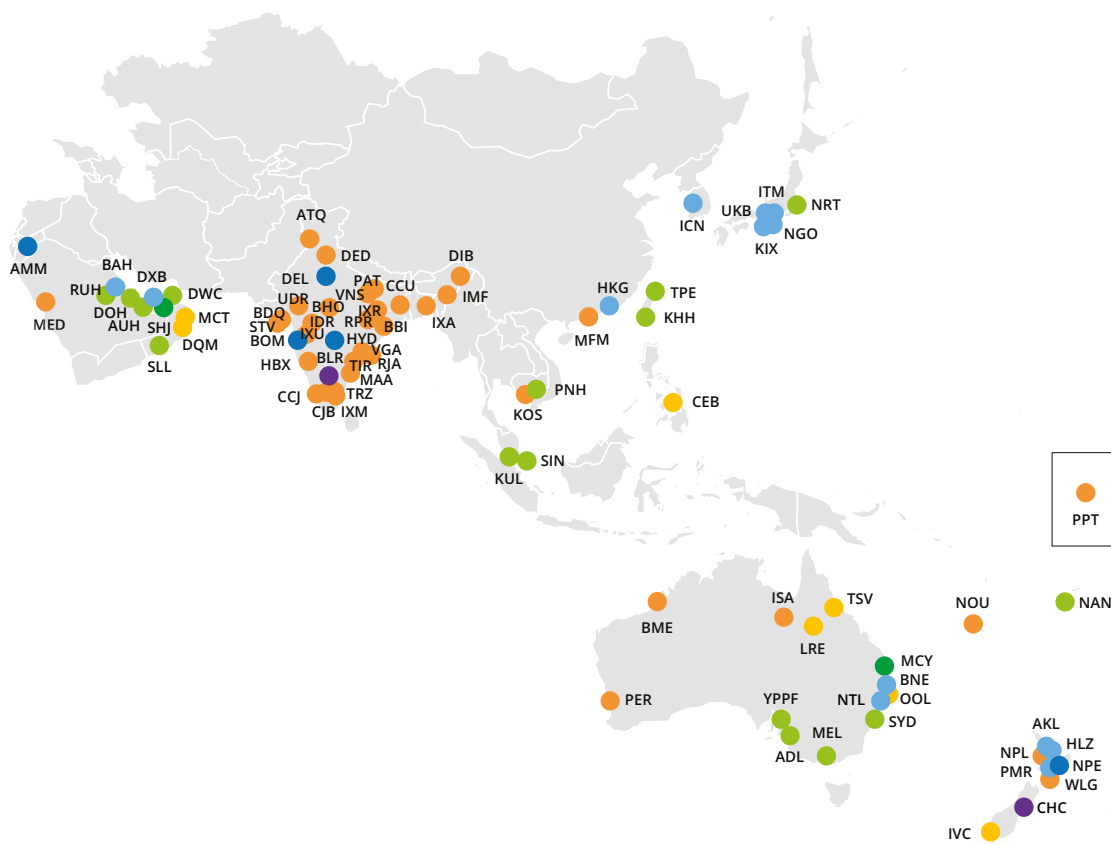 ATQ
ITM
ICN
UKB
NRT
NGO
KIX
AMM
BAH
DED
DIB
DXB
DEL
PAT
CCU
RUH
DWC
UDR
VNS
IMF
HKG
TPE
MED
DOH
MCT
BDQ
BHO
IXR
AUH
SHJ
STV
IDR
RPR
BBI
IXA
KHH
DQM
BOM
IXU
HYD
MFM
SLL
HBX
BLR
VGA
TIR
RJA
MAA
CCJ
TRZ
PNH
CEB
CJB
IXM
KOS
SIN
KUL
PPT
ISA
TSV
NOU
NAN
BME
LRE
MCY
BNE
PER
YPPF
NTL
OOL
SYD
MEL
ADL
AKL
HLZ
NPL
NPE
PMR
WLG
CHC
IVC